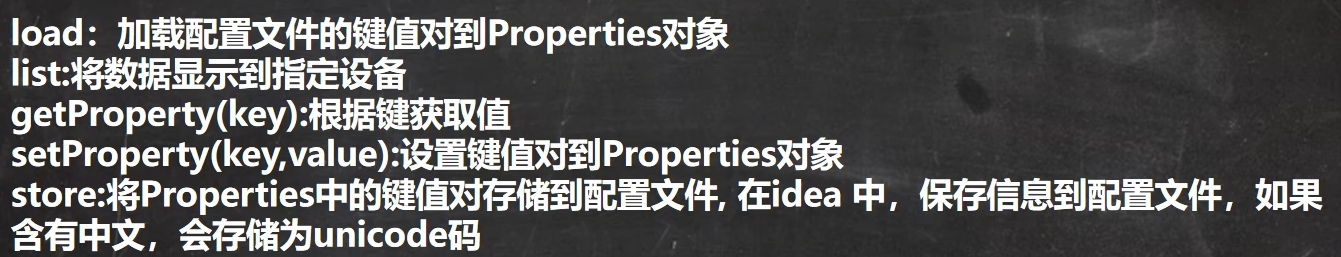 load：加载配置文件的键值对到Properties对象
list:将数据显示到指定设备
getProperty(key):根据键获取值
setProperty(key,value):设置键值对到Properties对象
store:将Properties中的键值对存储到配置文件, 在idea 中，保存信息到配置文件，如果
含有中文，会存储为unicode码